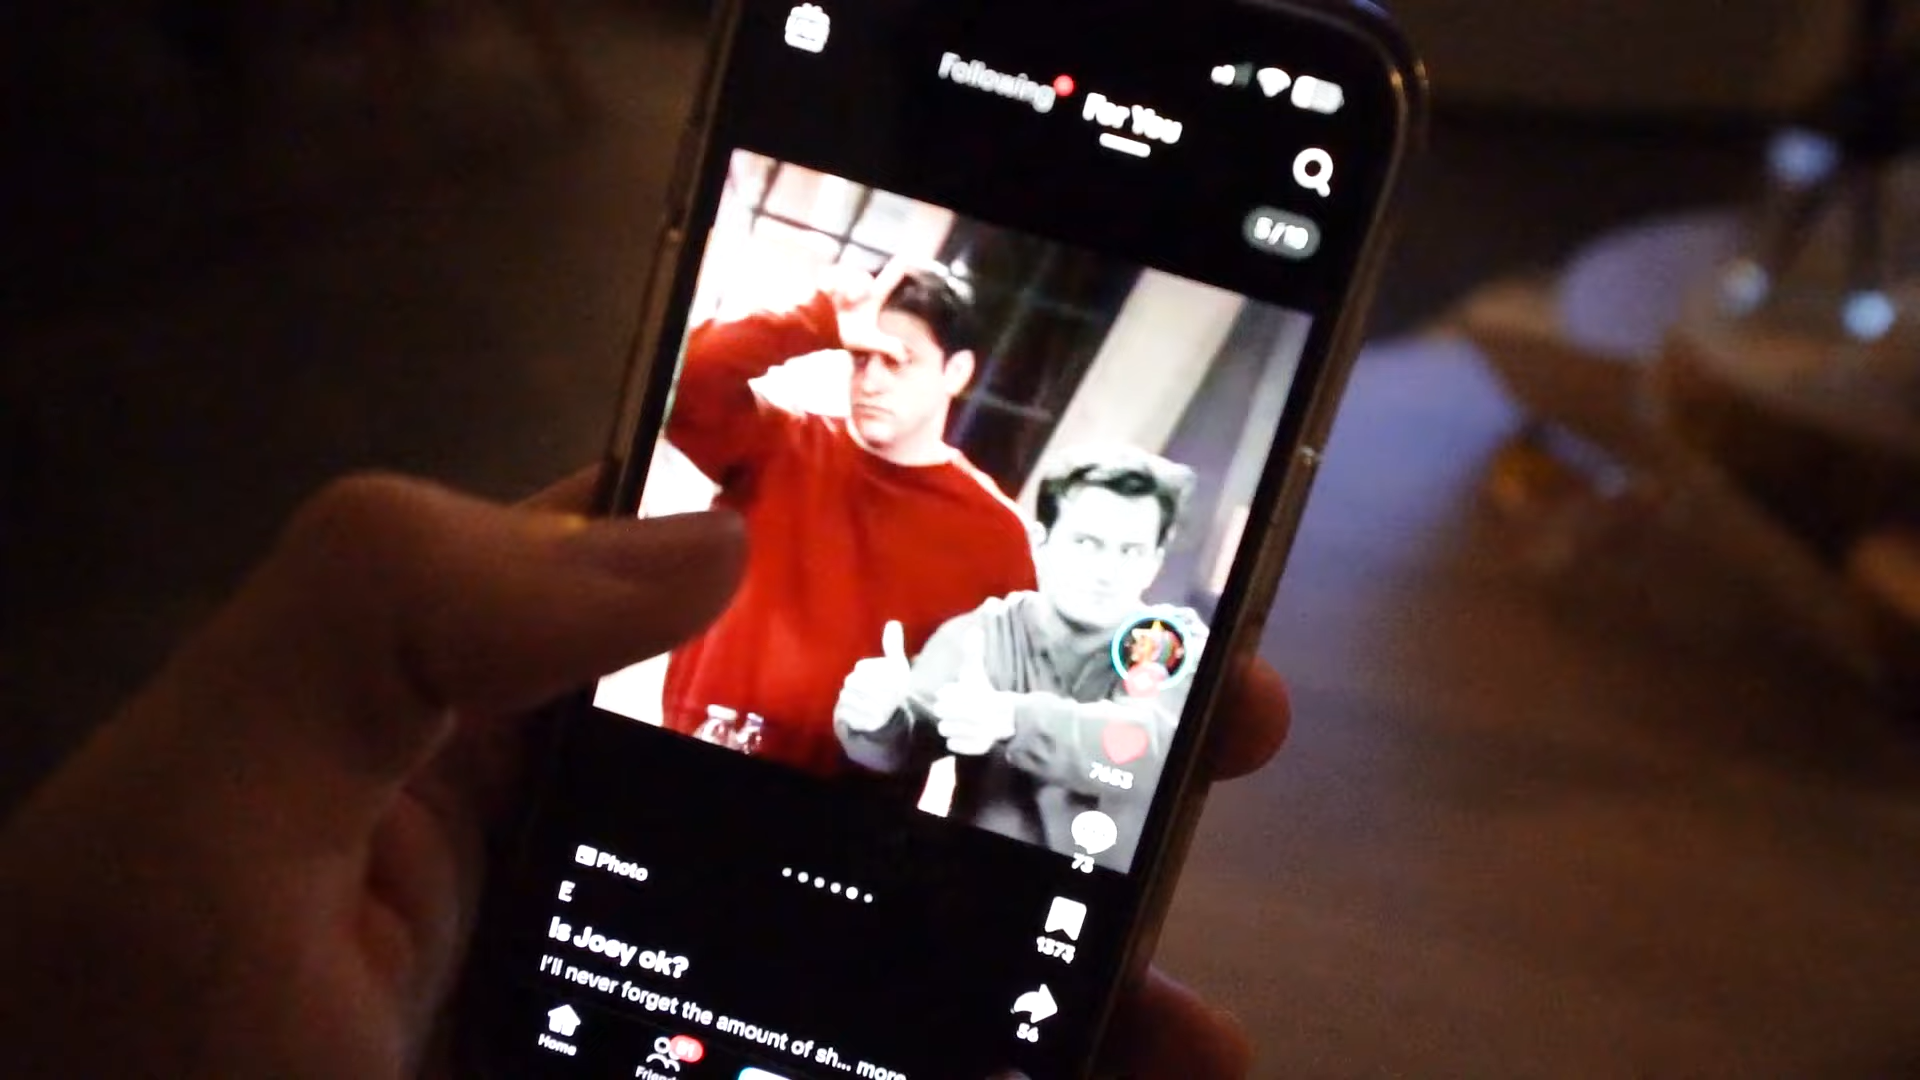 Following
For You
5/10
7653
73
1373
56
Photo
E
Is Joey ok?
I'll never forget the amount of sh... more
Home